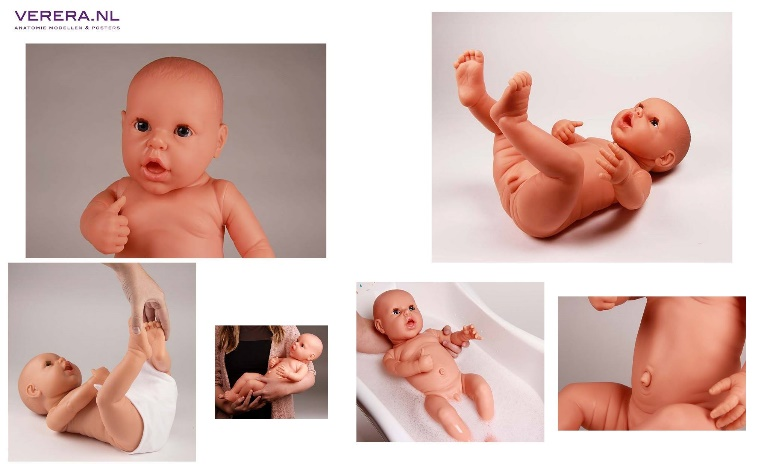 VERERA.NL
ANATOMIE MODELLEN & POSTERS